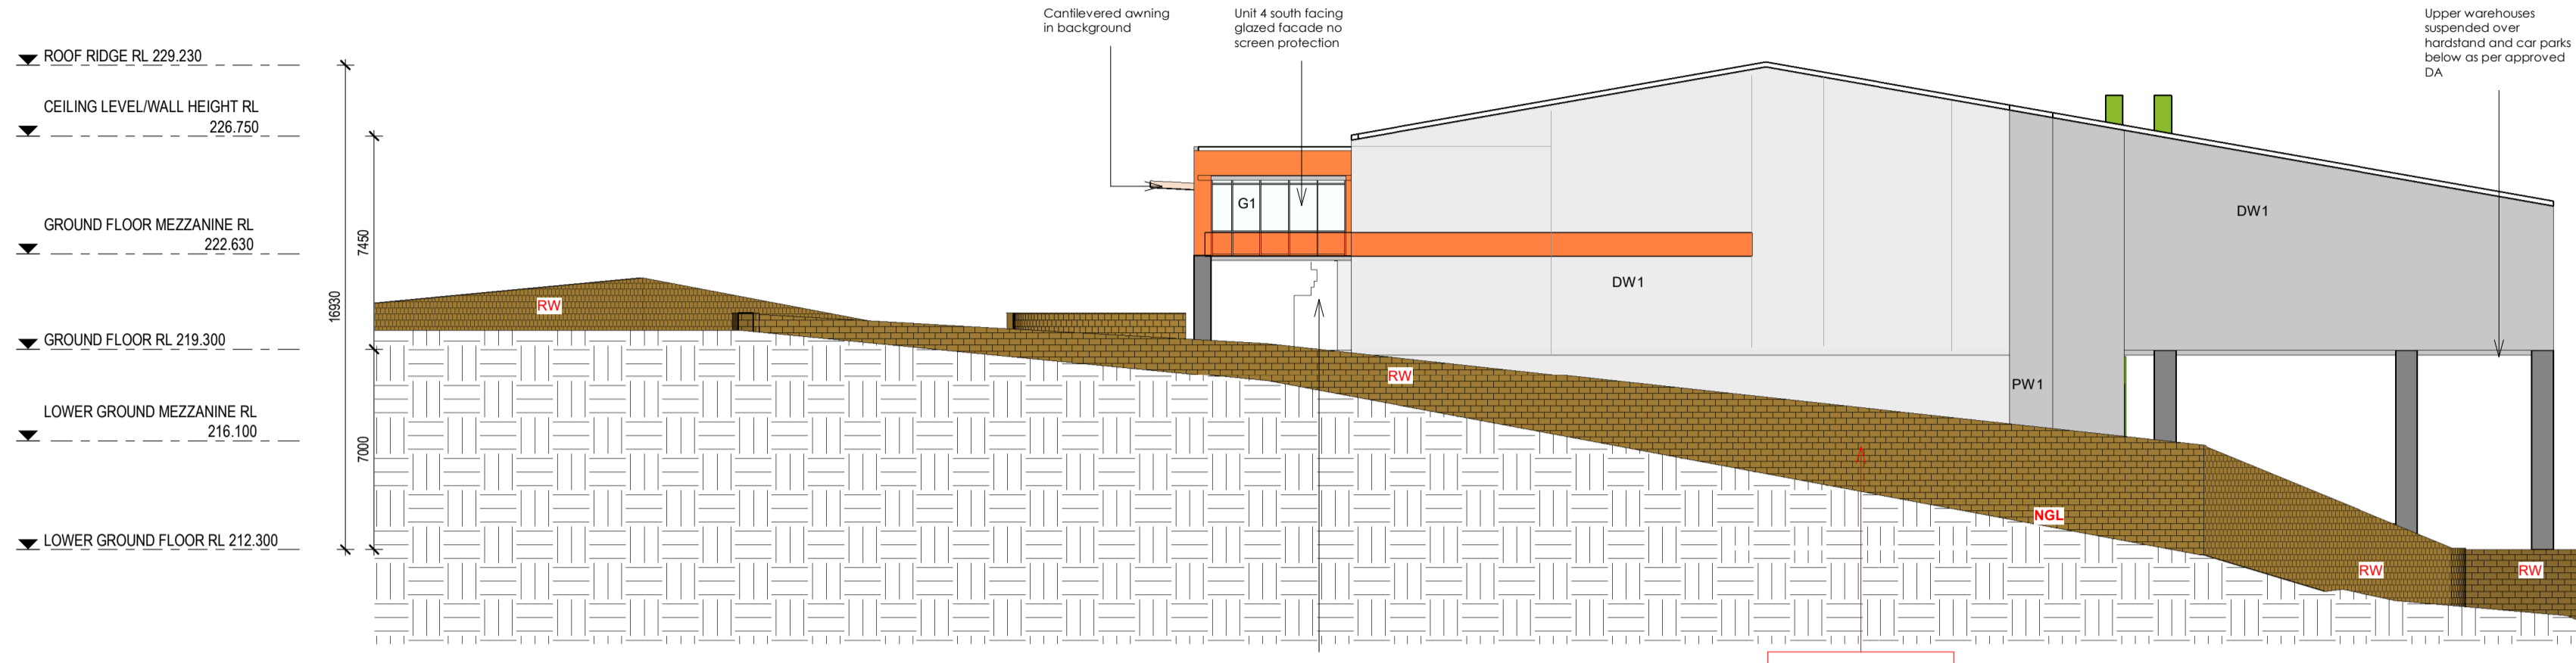 Cantilevered awning
in background
Unit 4 south facing
glazed facade no
screen protection
Upper warehouses
suspended over
hardstand and car parks
below as per approved
DA
ROOF RIDGE RL 229.230
CEILING LEVEL/WALL HEIGHT RL
226.750
GROUND FLOOR MEZZANINE RL
222.630
GROUND FLOOR RL 219.300
LOWER GROUND MEZZANINE RL
216.100
LOWER GROUND FLOOR RL 212.300
16930
7450
7000
G1
DW1
DW1
PW1
RW
RW
NGL
RW
RW